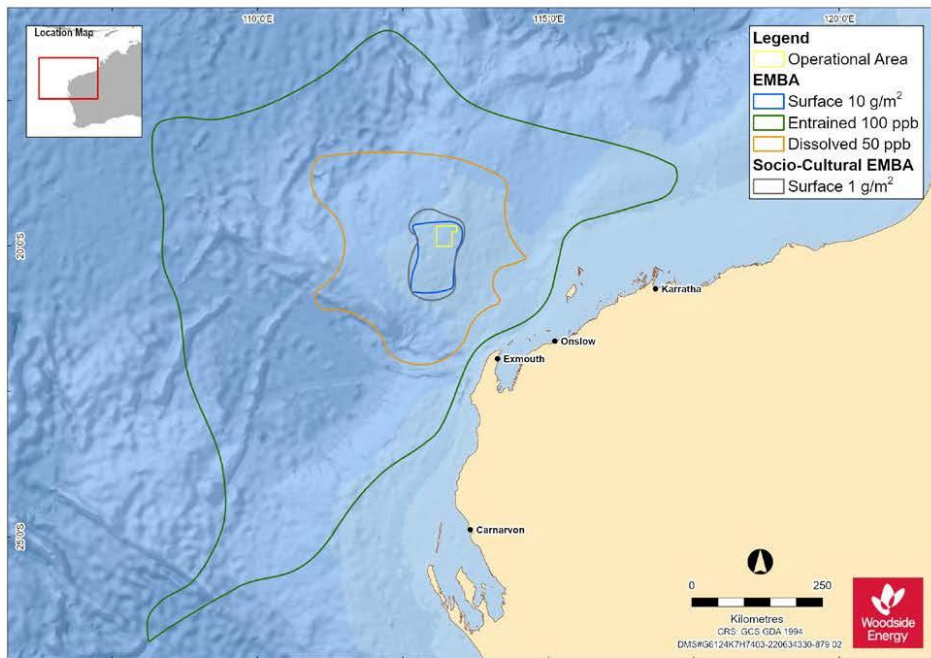 110°0'E
115°0'E
120°0'E
Location Map
Legend
Operational Area
EMBA
Surface 10 g/m²
Entrained 100 ppb
Dissolved 50 ppb
Socio-Cultural EMBA
Surface 1 g/m²
20°0'S
Karratha
Onslow
Exmouth
25°0'S
Carnarvon
0 250
Kilometres
CRS: GCS GDA 1994
DMS#G6124K7H7403-220634330-879 02
Woodside
Energy